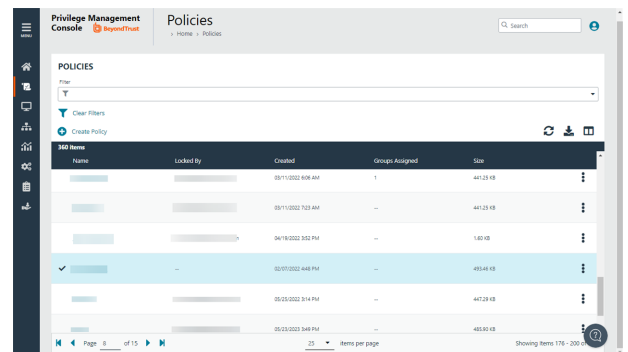 MENU
Privilege Management
Console BeyondTrust
Policies
‹ Home › Policies
Search
POLICIES
Filter
Clear Filters
Create Policy
360 Items
Name Locked By Created Groups Assigned Size
03/11/2022 6:06 AM 1 441.25 KB
03/11/2022 7:23 AM -- 441.25 KB
04/19/2022 3:52 PM -- 1.60 KB
-- 02/07/2022 4:48 PM -- 493.46 KB
05/25/2022 3:14 PM -- 447.29 KB
05/23/2023 3:49 PM -- 485.90 KB
Page 8 of 15 25 items per page Showing items 176 - 200 of